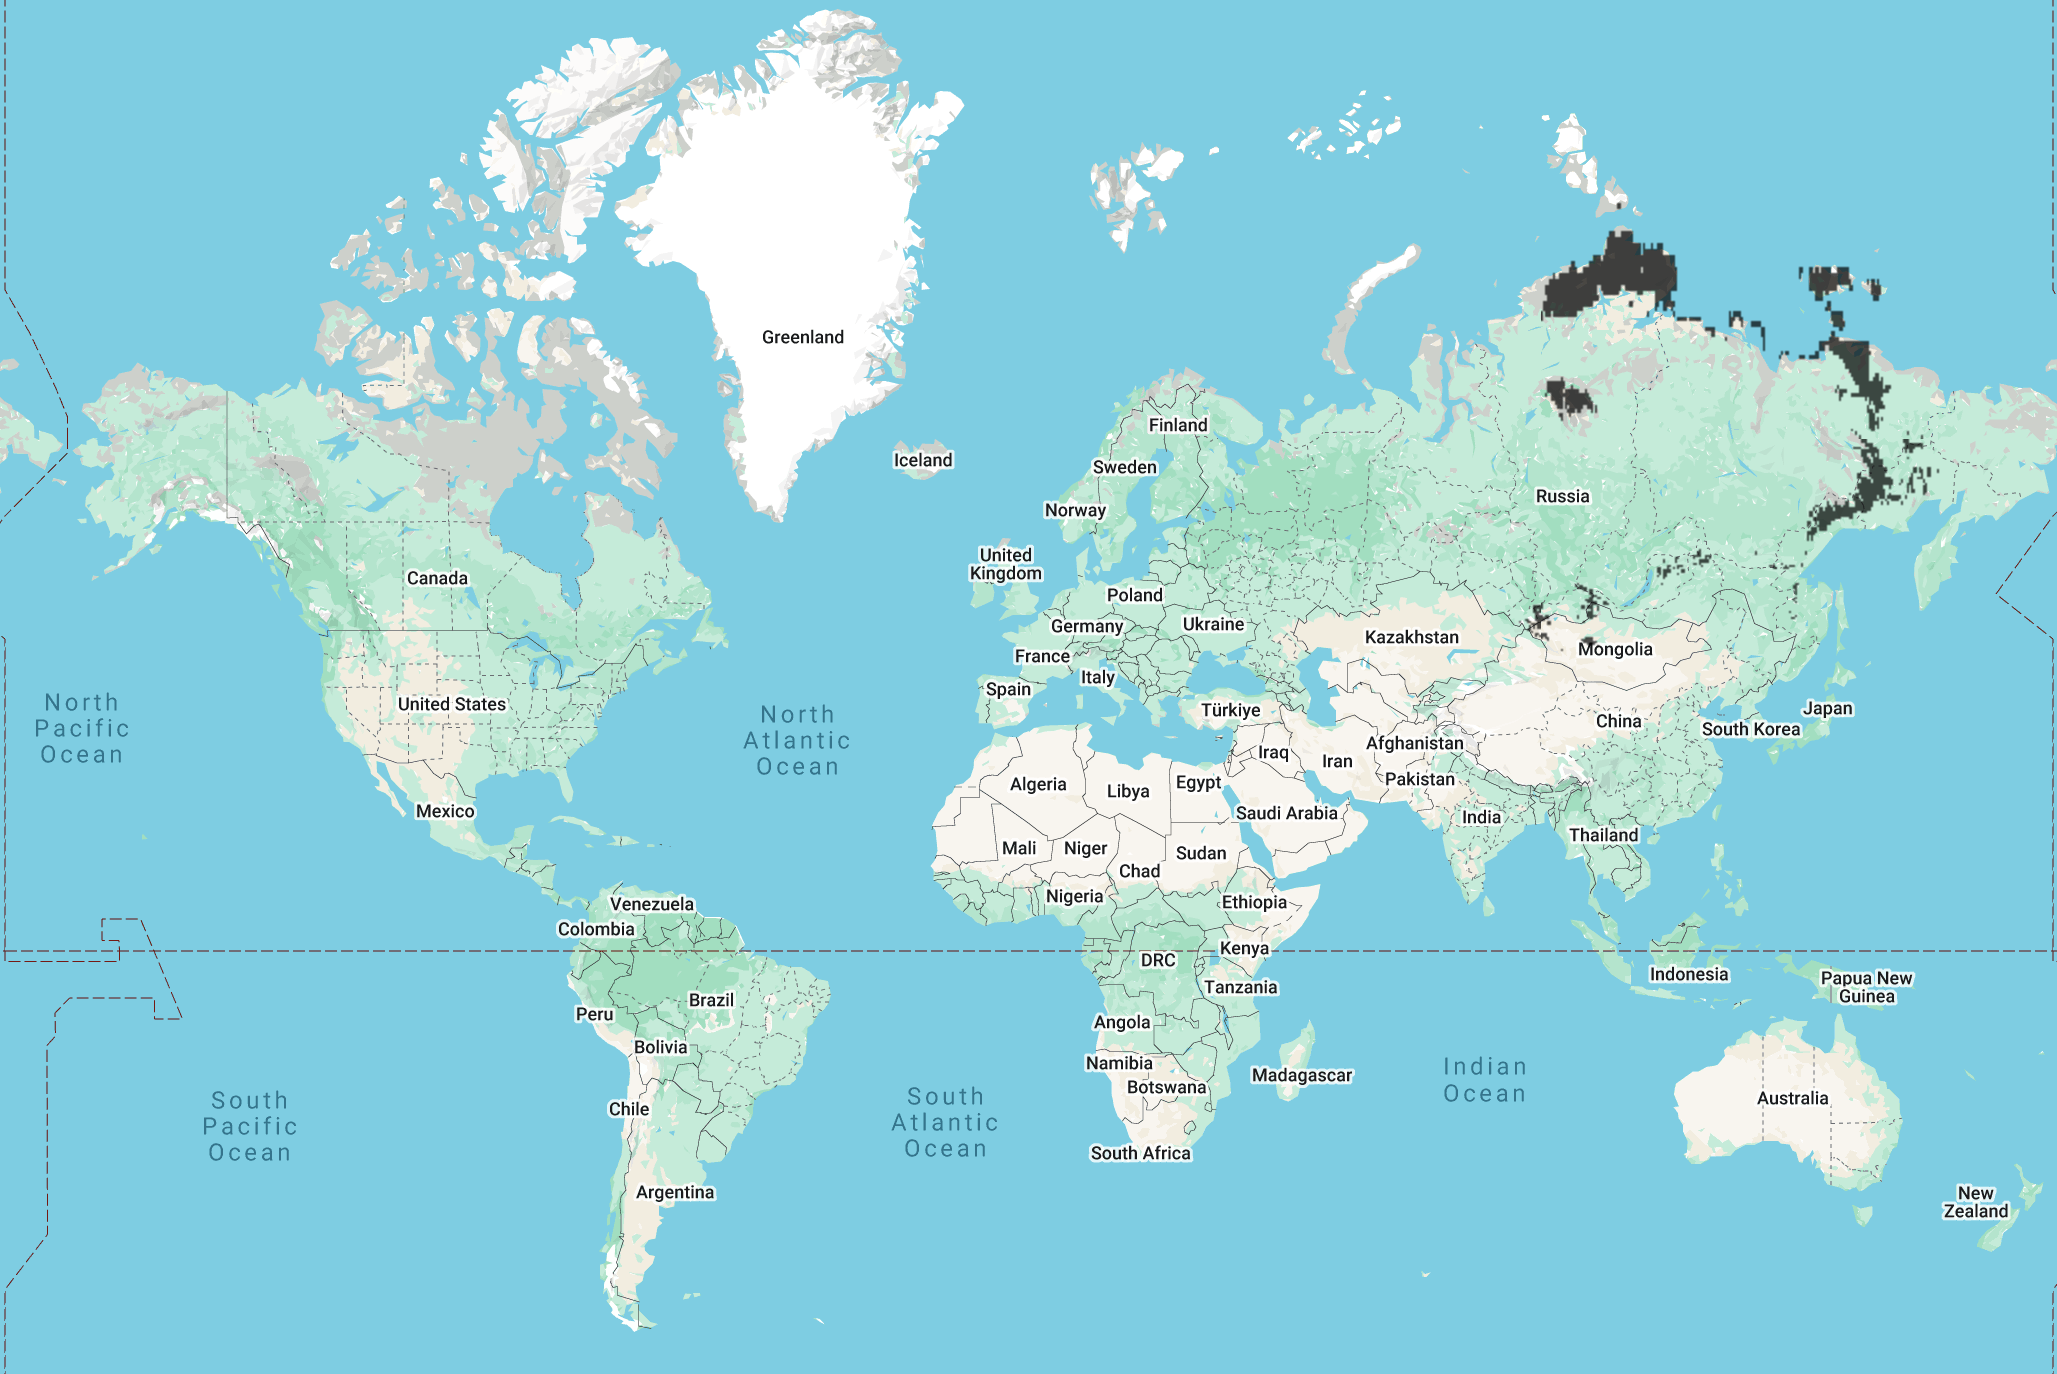 Greenland
Finland
Iceland
Sweden
Russia
Norway
United
Kingdom
Canada
Poland
Germany
Ukraine
Kazakhstan
Mongolia
France
Italy
Spain
United States
Türkiye
China
Japan
South Korea
North
Pacific
Ocean
North
Atlantic
Ocean
Iraq
Iran
Afghanistan
Pakistan
Algeria
Libya
Egypt
Saudi Arabia
India
Thailand
Mexico
Mali
Niger
Chad
Sudan
Nigeria
Ethiopia
Venezuela
Colombia
Kenya
DRC
Tanzania
Indonesia
Papua New
Guinea
Brazil
Peru
Bolivia
Angola
Namibia
Botswana
Madagascar
Indian
Ocean
Australia
Chile
South
Pacific
Ocean
South
Atlantic
Ocean
South Africa
Argentina
New
Zealand